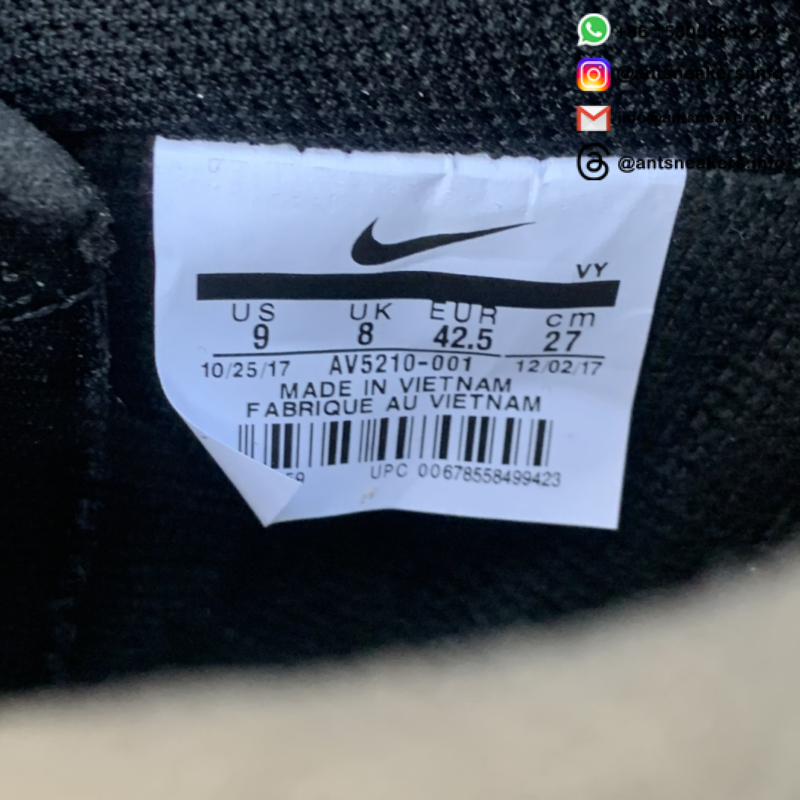 @antsneakers.info
VY
US UK EUR cm
9 8 42.5 27
10/25/17 AV5210-001 12/02/17
MADE IN VIETNAM
FABRIQUE AU VIETNAM
UPC 00678558499423